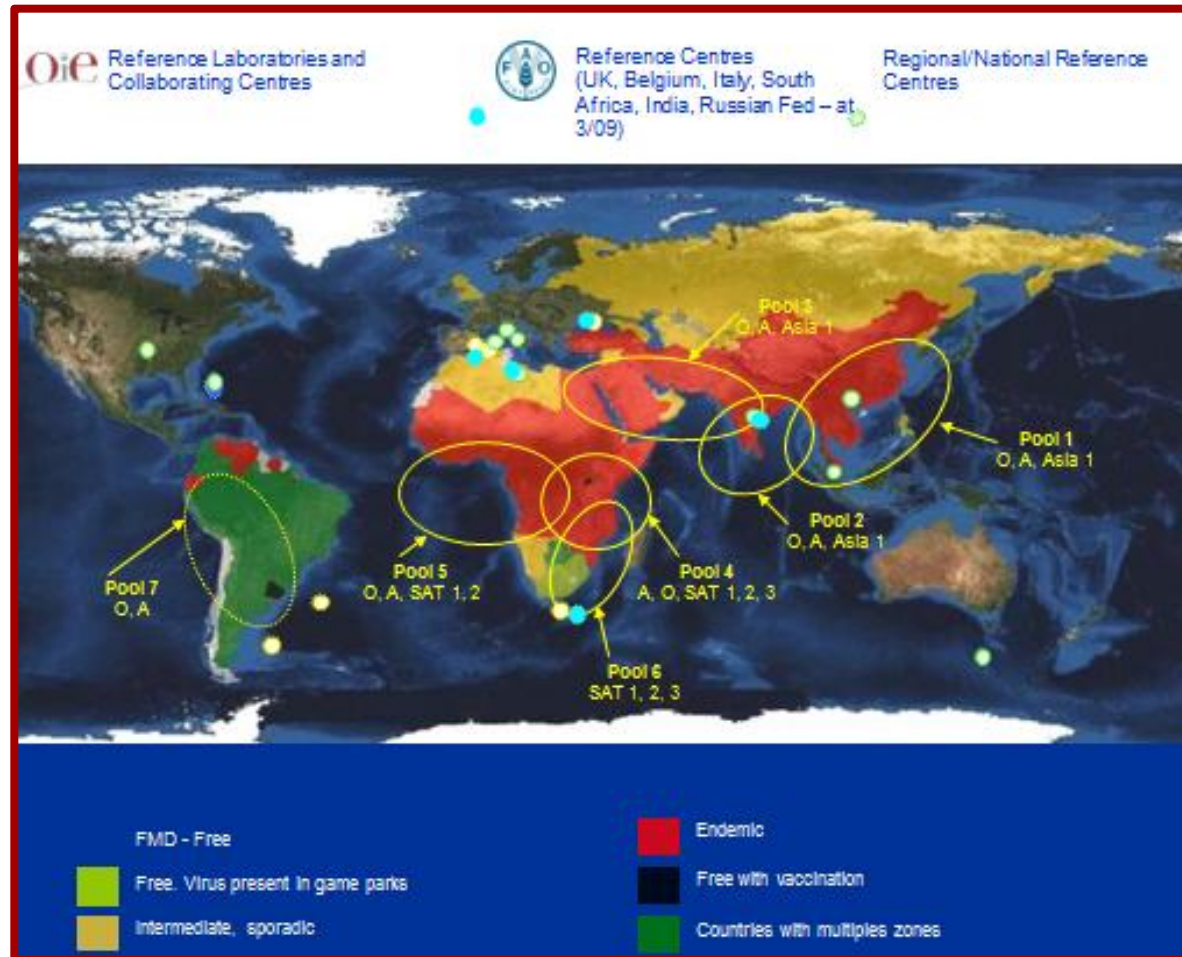 OiE Reference Laboratories and
Collaborating Centres
FAO
Reference Centres
(UK, Belgium, Italy, South
Africa, India, Russian Fed – at
3/09)
Regional/National Reference
Centres
Pool 3
O, A, Asia 1
Pool 1
O, A, Asia 1
Pool 2
O, A, Asia 1
Pool 7
O, A
Pool 5
O, A, SAT 1, 2
Pool 4
A, O, SAT 1, 2, 3
Pool 6
SAT 1, 2, 3
FMD - Free
Free. Virus present in game parks
Intermediate, sporadic
Endemic
Free with vaccination
Countries with multiples zones